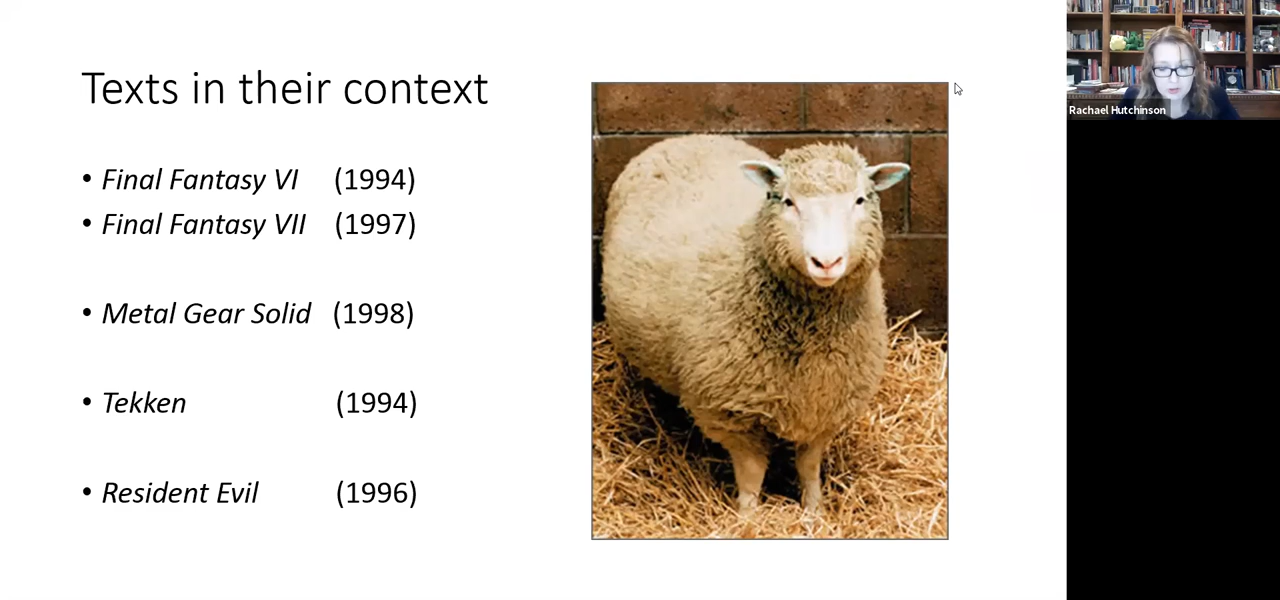 Texts in their context
• Final Fantasy VI (1994)
• Final Fantasy VII (1997)
• Metal Gear Solid (1998)
• Tekken (1994)
• Resident Evil (1996)
Rachael Hutchinson